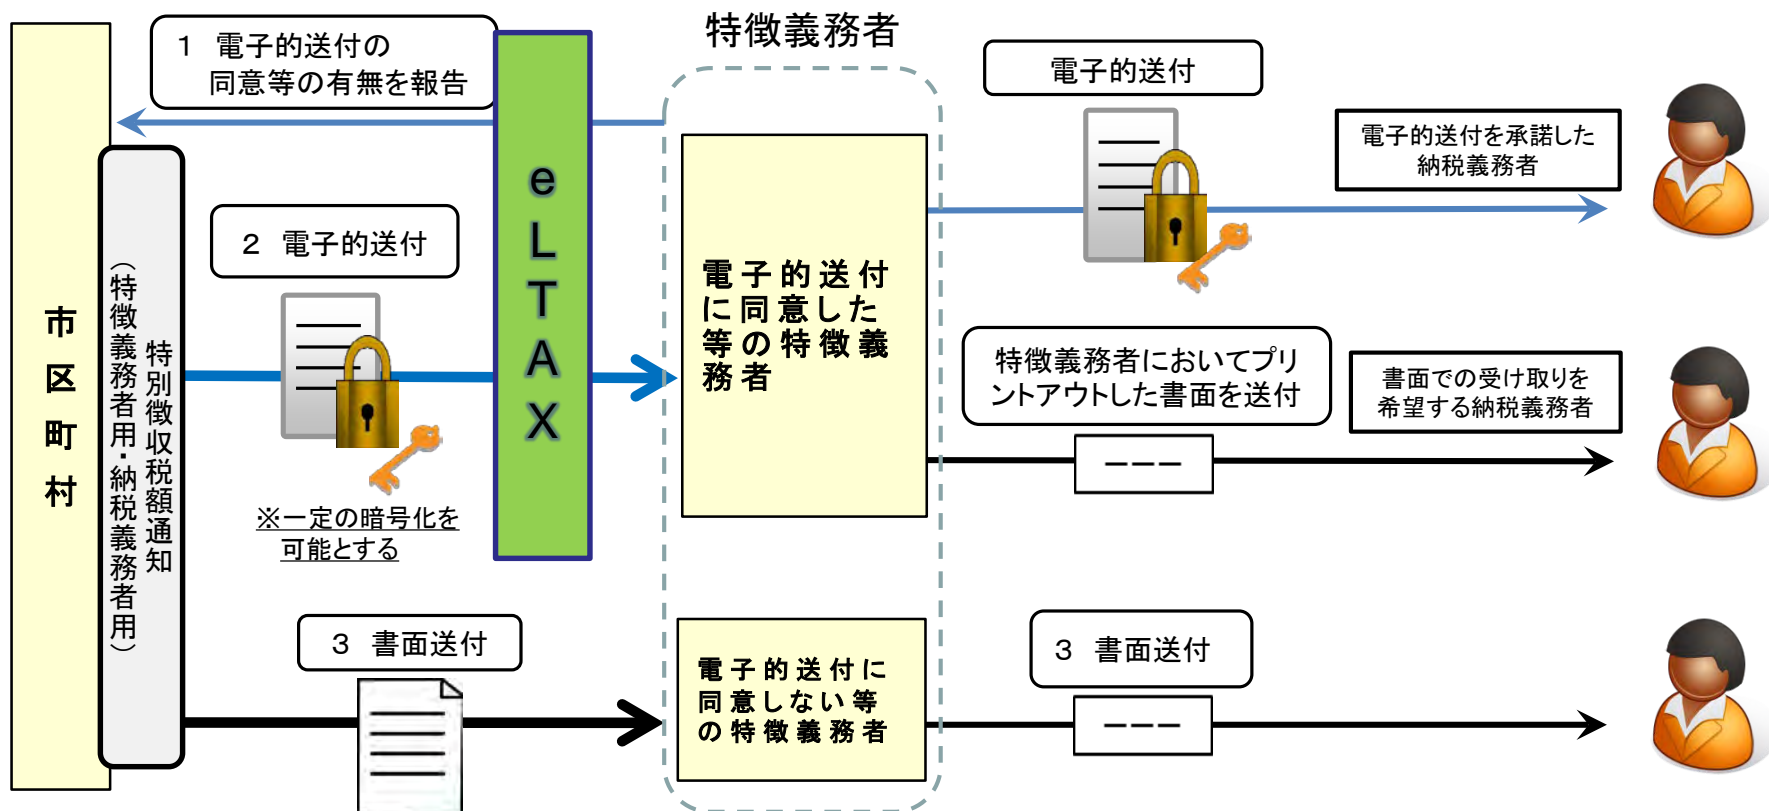 特徴義務者
１ 電子的送付の
同意等の有無を報告
電子的送付
電子的送付を承諾した
納税義務者
eLTAX
２ 電子的送付
市区町村
特別徴収税額通知
（特徴義務者用・納税義務者用）
電子的送付
に同意した
等の特徴義
務者
特徴義務者においてプリ
ントアウトした書面を送付
書面での受け取りを
希望する納税義務者
※一定の暗号化を
可能とする
３ 書面送付
電子的送付に
同意しない等
の特徴義務者
３ 書面送付